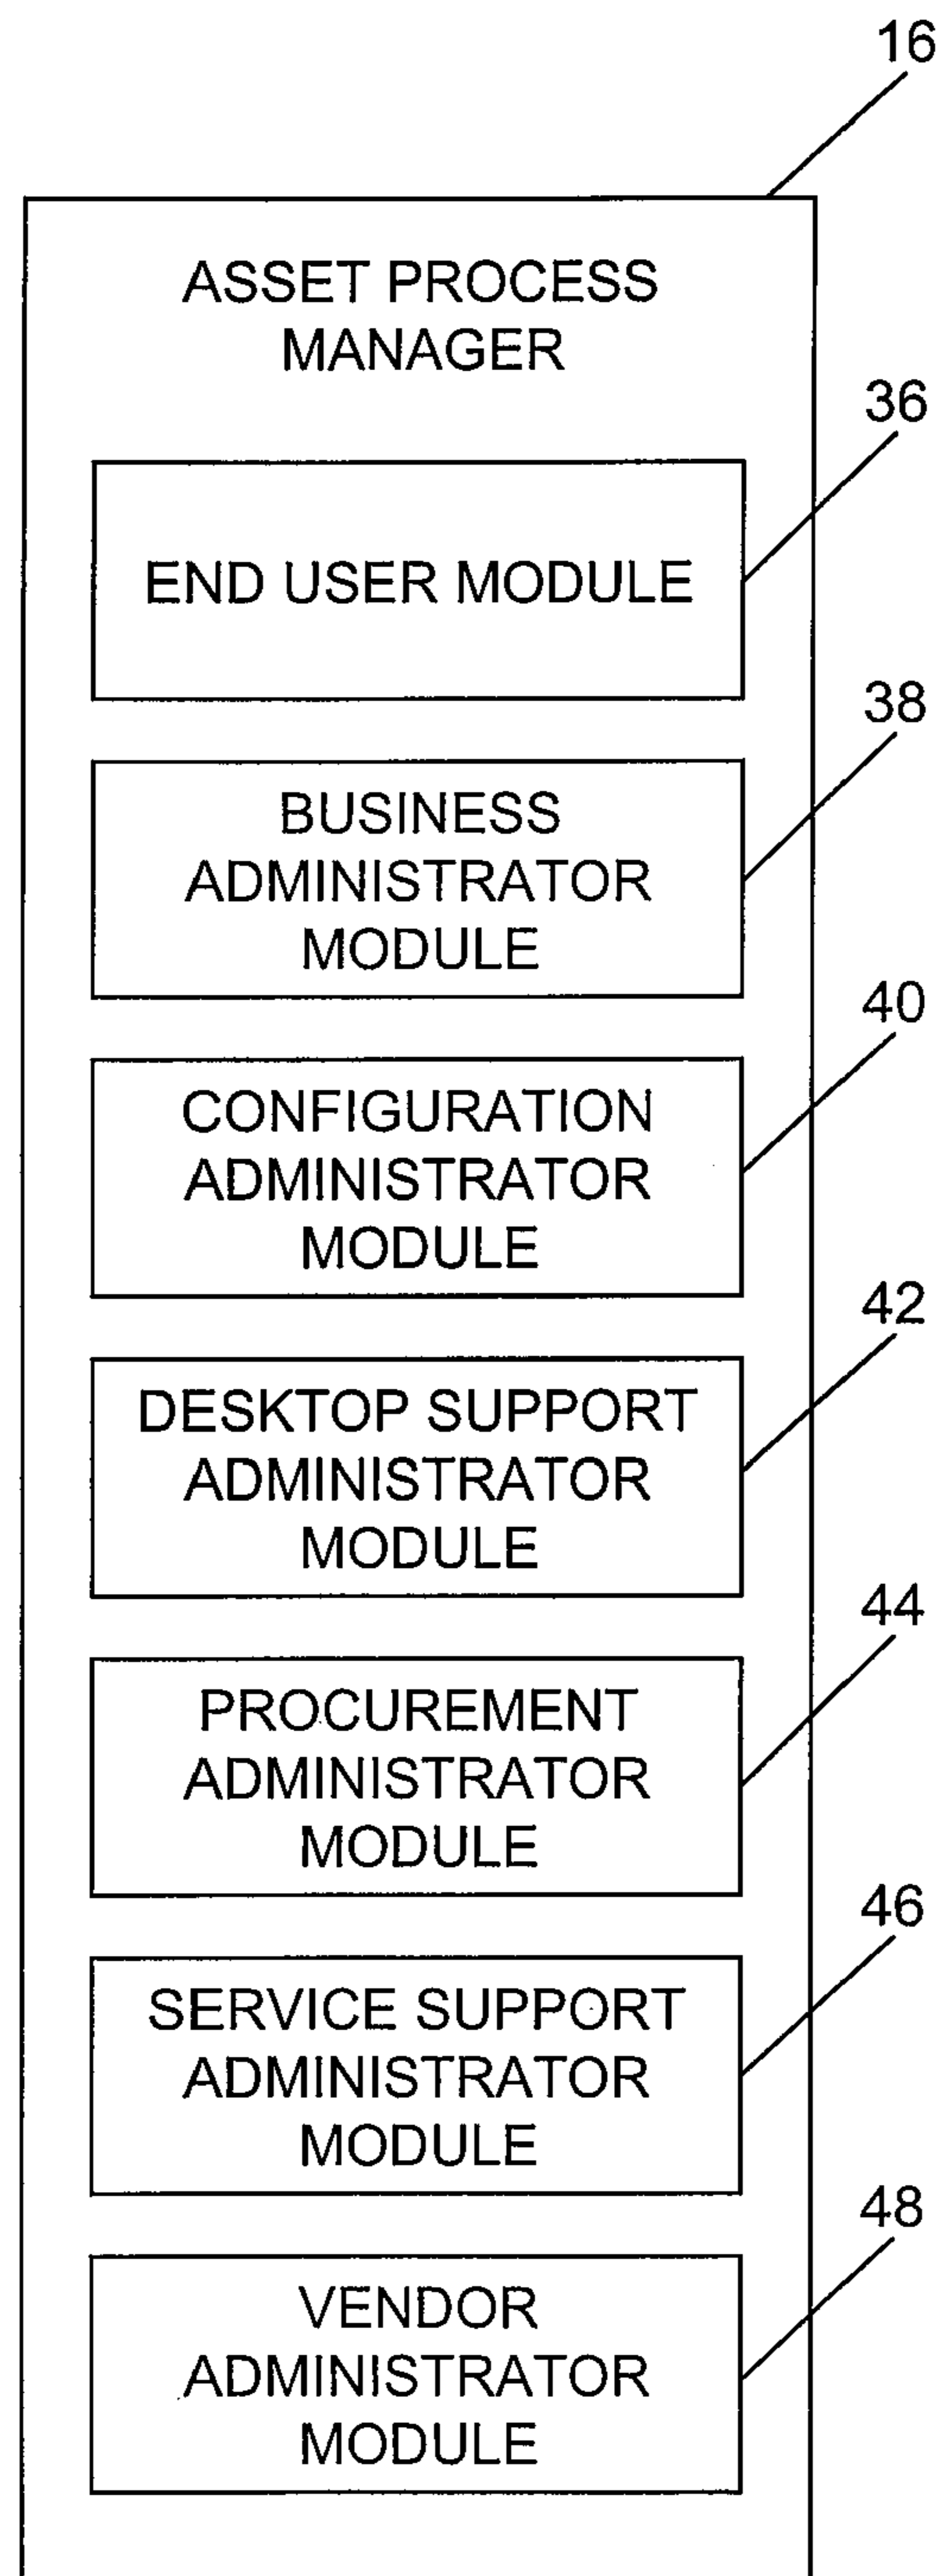 16
ASSET PROCESS
MANAGER
36
END USER MODULE
38
BUSINESS
ADMINISTRATOR
MODULE
40
CONFIGURATION
ADMINISTRATOR
MODULE
42
DESKTOP SUPPORT
ADMINISTRATOR
MODULE
44
PROCUREMENT
ADMINISTRATOR
MODULE
46
SERVICE SUPPORT
ADMINISTRATOR
MODULE
48
VENDOR
ADMINISTRATOR
MODULE